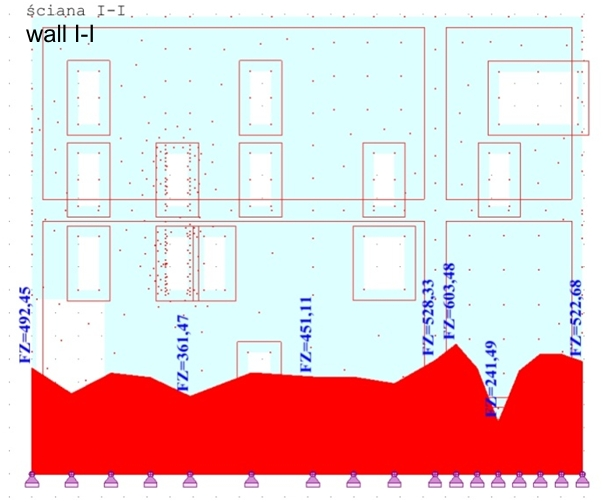 ściana I-I
wall I-I
FZ=492,45
FZ=361,47
FZ=451,11
FZ=528,33
FZ=603,48
FZ=241,49
FZ=522,68